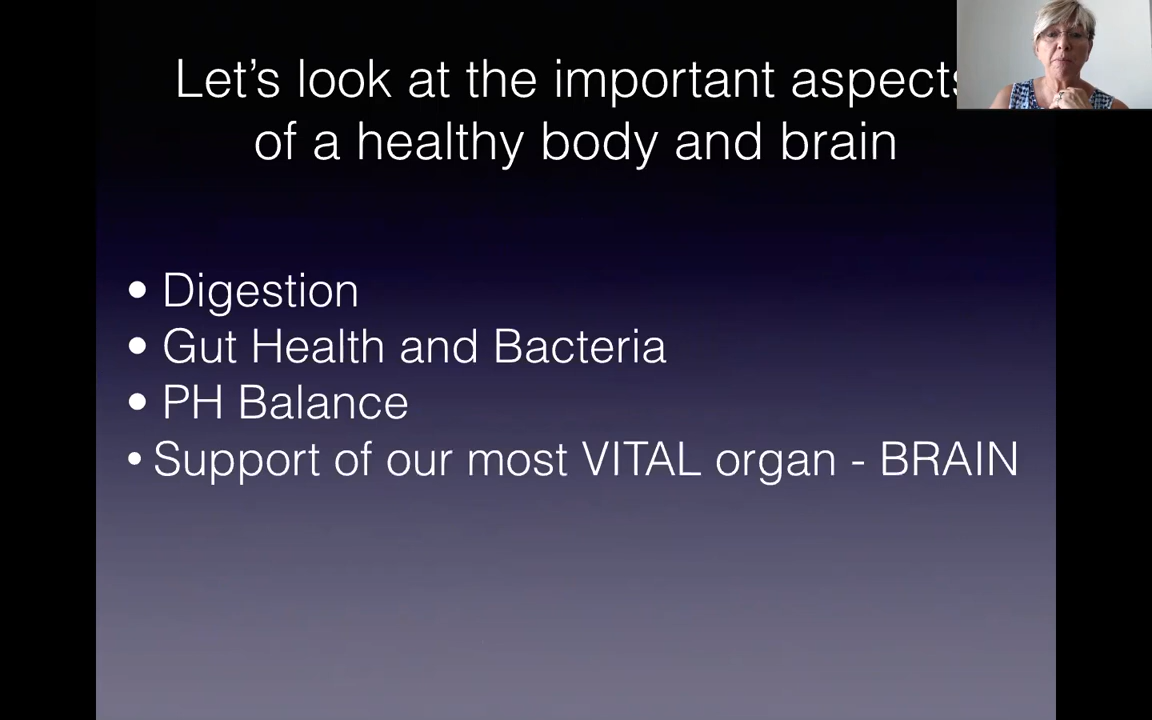 Let's look at the important aspects
of a healthy body and brain
• Digestion
• Gut Health and Bacteria
• PH Balance
• Support of our most VITAL organ - BRAIN